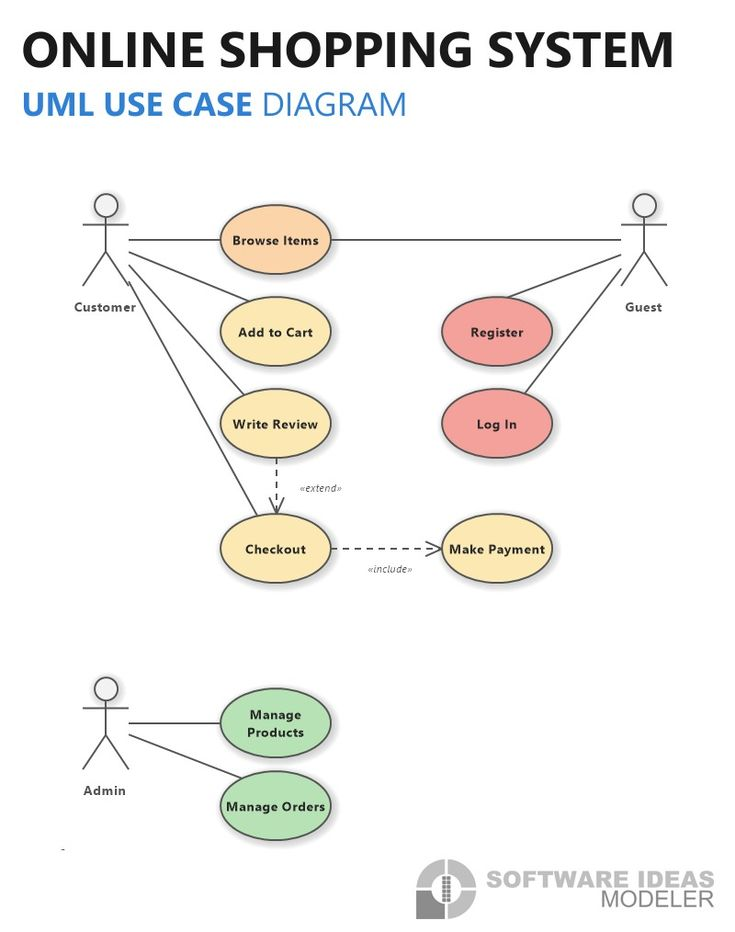 ONLINE SHOPPING SYSTEM
UML USE CASE DIAGRAM
Browse Items
Customer
Guest
Add to Cart
Register
Write Review
Log In
«extend»
Checkout
Make Payment
«include»
Manage
Products
Admin
Manage Orders
-
SOFTWARE IDEAS
MODELER